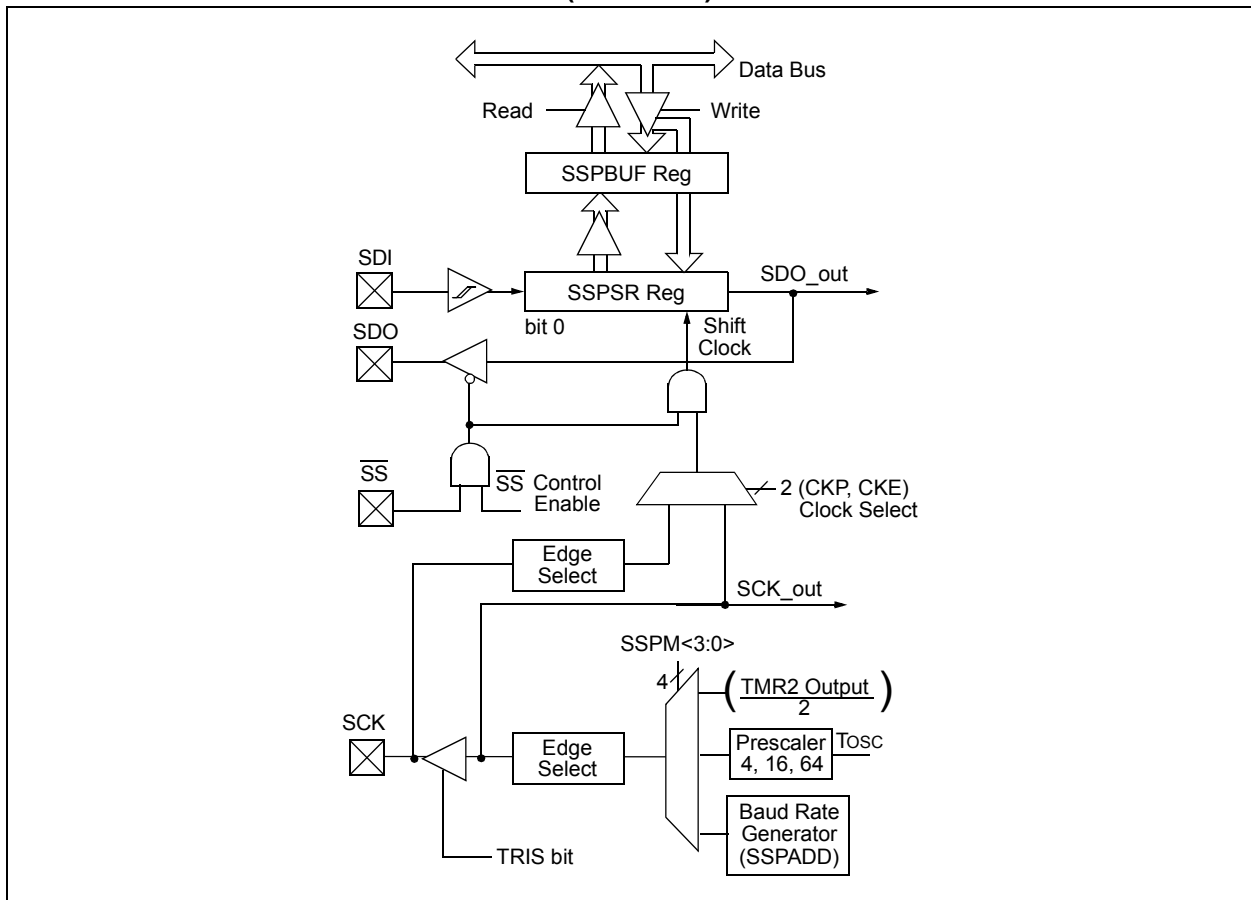 Data Bus
Read
Write
SSPBUF Reg
SDI
SSPSR Reg
SDO_out
bit 0
Shift
Clock
SDO
SS
SS Control
Enable
2 (CKP, CKE)
Clock Select
Edge
Select
SCK_out
SSPM<3:0>
4
(TMR2 Output
2)
SCK
Edge
Select
Prescaler
4, 16, 64
TOSC
Baud Rate
Generator
(SSPADD)
TRIS bit